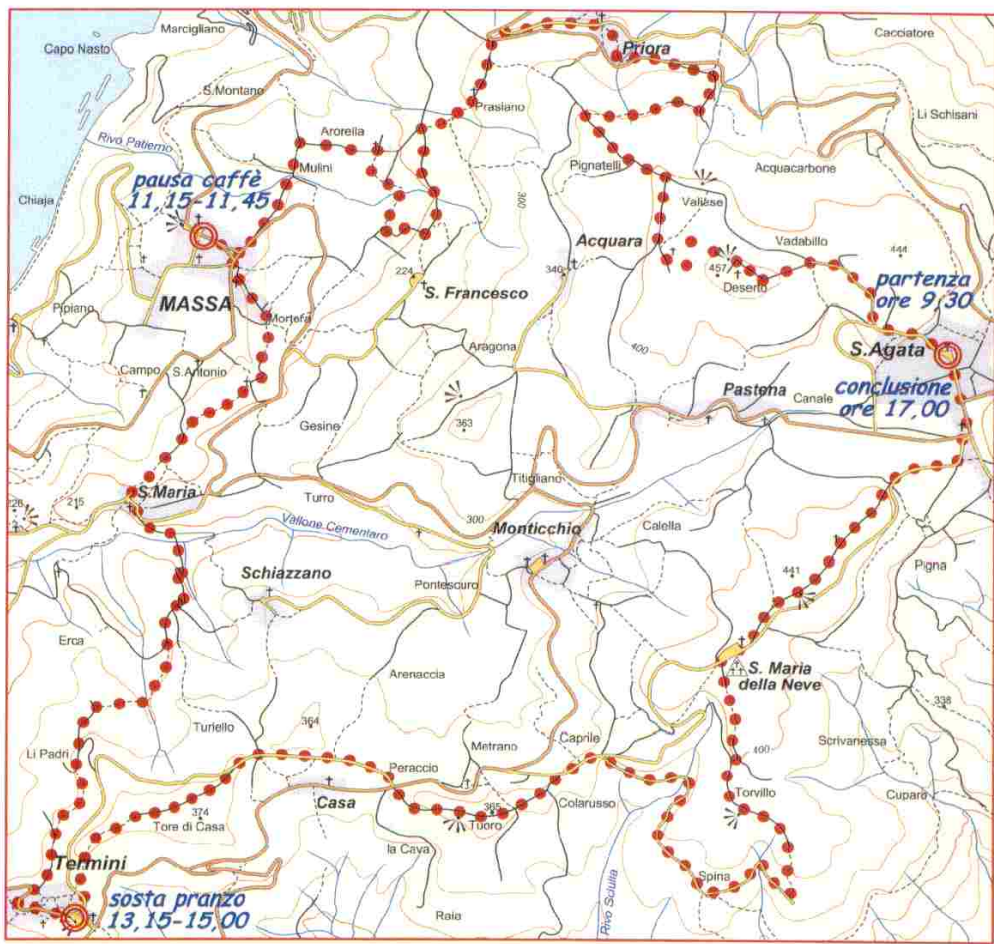 Marcigliano
Cacciatore
Capo Nasto
Priora
S.Montano
Prasiano
Li Schisani
Arorella
Rivo Patierno
Mulini
Pignatelli
Acquacarbone
pausa caffè
11,15-11,45
300
Valiase
Chiaja
Acquara
Vadabillo
444
224
340
457
Deserto
partenza
ore 9,30
S. Francesco
MASSA
Pipiano
Mortella
Aragona
400
S.Agata
Campo
S.Antonio
Pastena
Canale
conclusione
ore 17,00
363
Gesine
Titigliano
S.Maria
226
215
Turro
300
Vallone Cementaro
Monticchio
Calella
Schiazzano
Pontescuro
441
Pigna
Erca
Arenaccia
S. Maria
della Neve
338
Turiello
364
Li Padri
Metrano
Caprile
400
Scrivanessa
Peraccio
Casa
Colarusso
Torvillo
Cuparo
374
365
Tore di Casa
Tuoro
la Cava
Termini
Spina
Rivo Sciulia
sosta pranzo
13,15-15,00
Raia